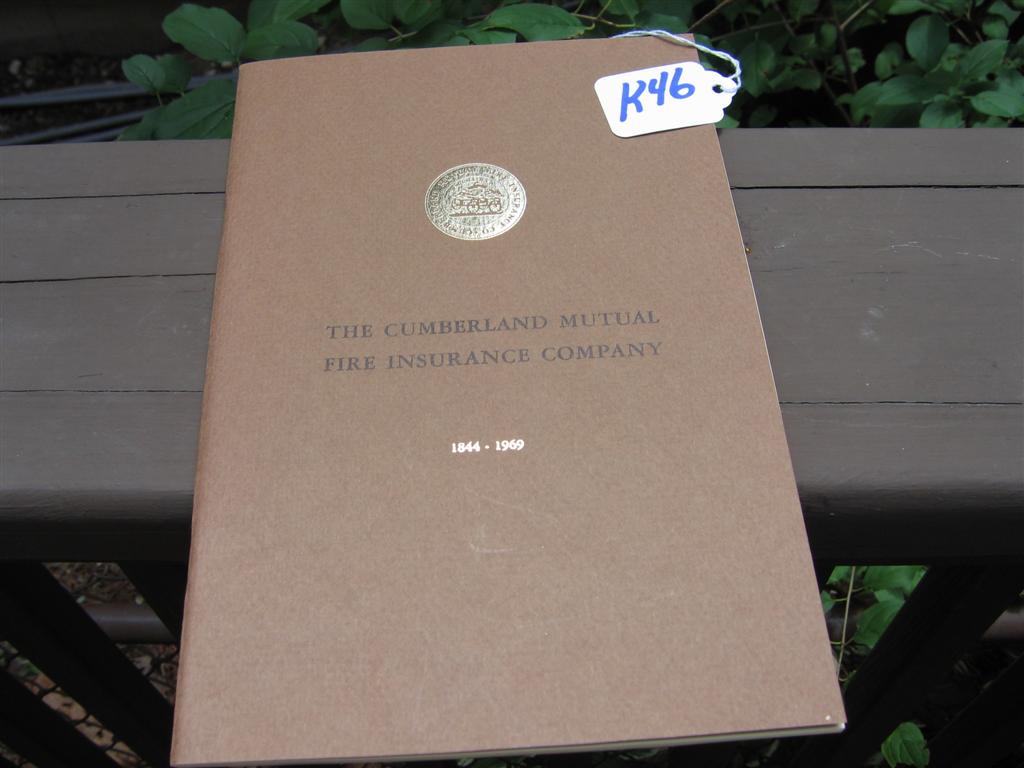 K46
THE CUMBERLAND MUTUAL
FIRE INSURANCE COMPANY
1844 · 1969